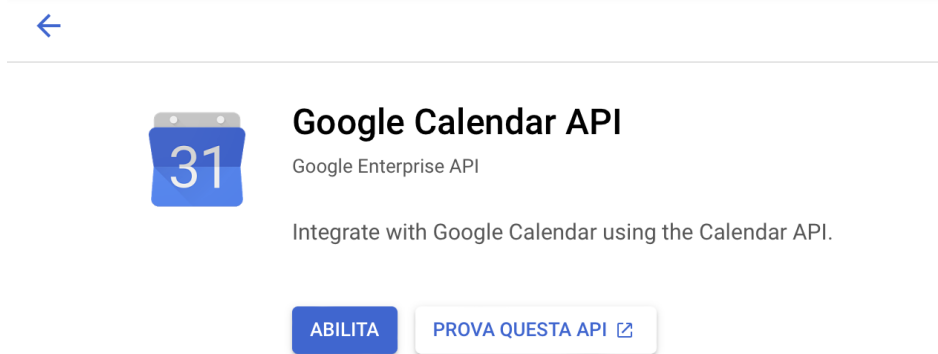 Google Calendar API
31
Google Enterprise API
Integrate with Google Calendar using the Calendar API.
ABILITA
PROVA QUESTA API